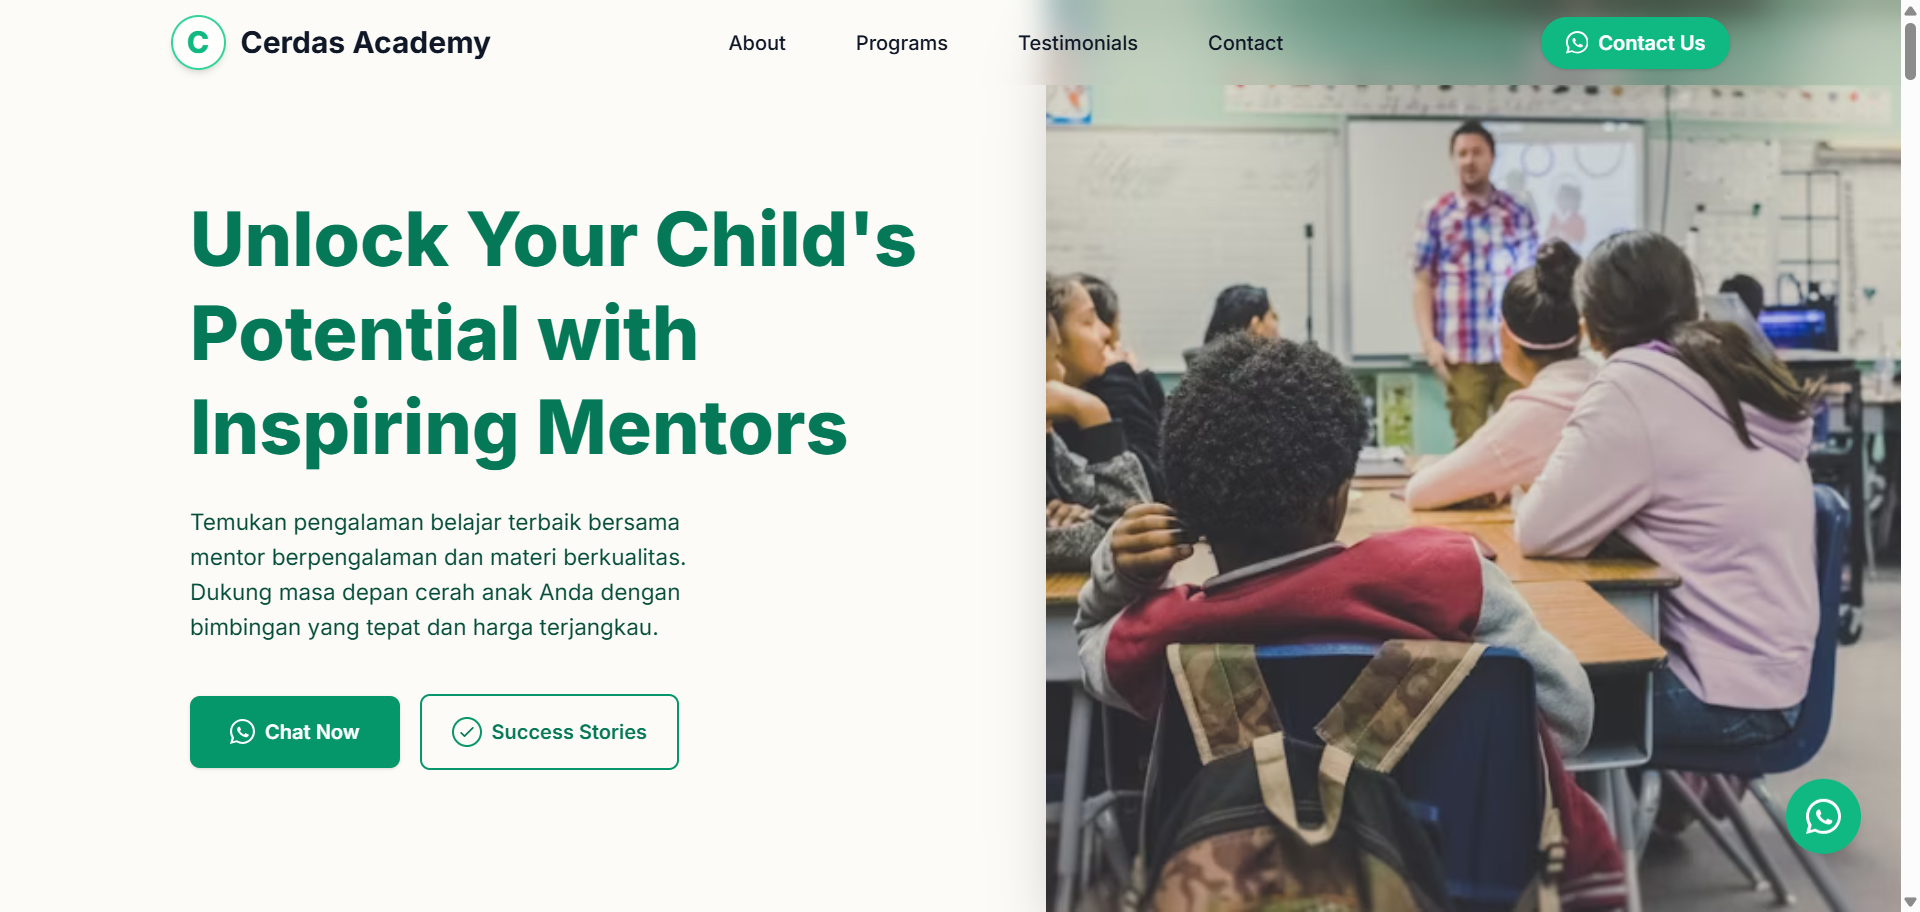 C Cerdas Academy
About Programs Testimonials Contact
Contact Us
Unlock Your Child's
Potential with
Inspiring Mentors
Temukan pengalaman belajar terbaik bersama
mentor berpengalaman dan materi berkualitas.
Dukung masa depan cerah anak Anda dengan
bimbingan yang tepat dan harga terjangkau.
Chat Now
Success Stories